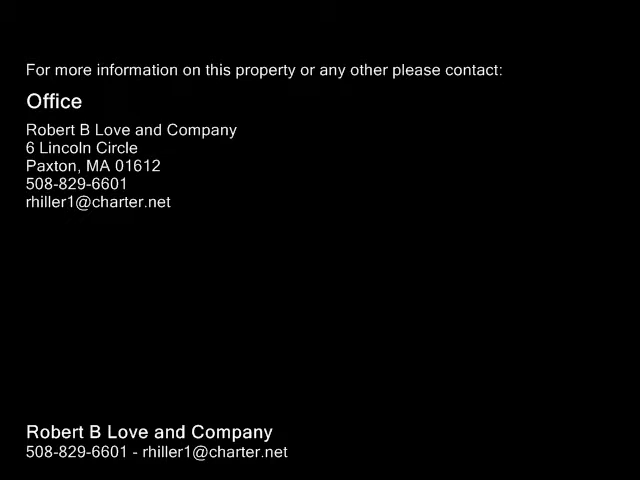 For more information on this property or any other please contact:
Office
Robert B Love and Company
6 Lincoln Circle
Paxton, MA 01612
508-829-6601
rhiller1@charter.net
Robert B Love and Company
508-829-6601 - rhiller1@charter.net